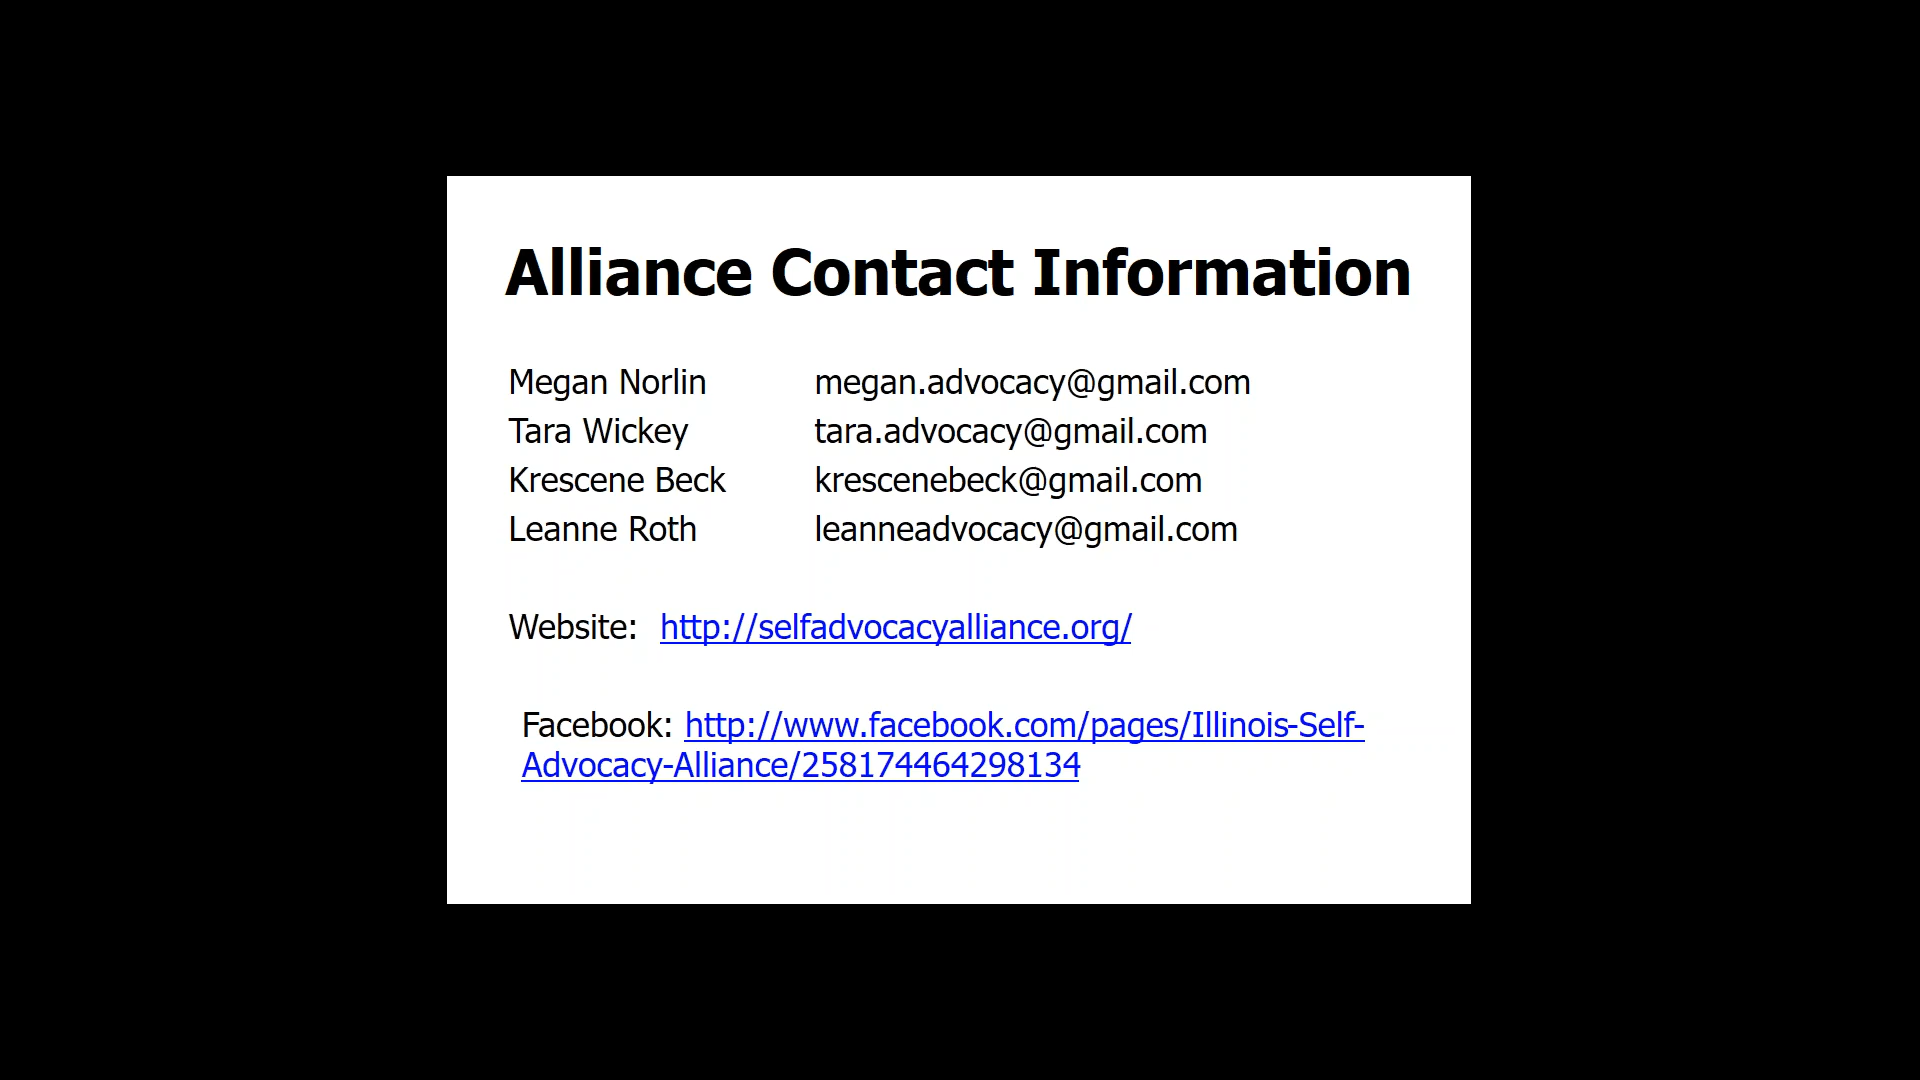 Alliance Contact Information
Megan Norlin megan.advocacy@gmail.com
Tara Wickey tara.advocacy@gmail.com
Krescene Beck krescenebeck@gmail.com
Leanne Roth leanneadvocacy@gmail.com
Website: http://selfadvocacyalliance.org/
Facebook: http://www.facebook.com/pages/Illinois-Self-
Advocacy-Alliance/258174464298134